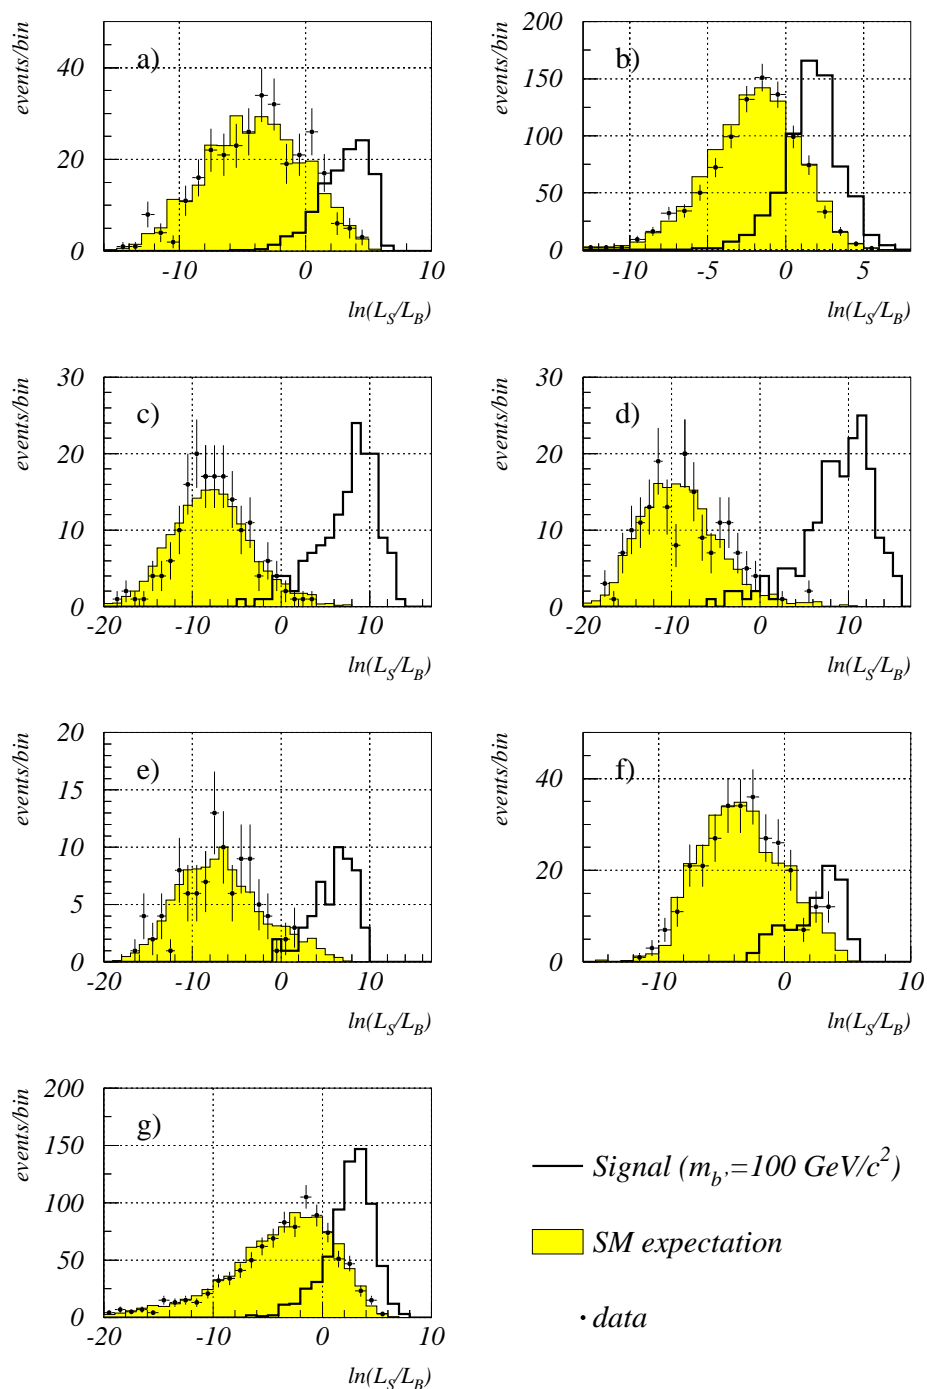 events/bin
40
20
0
-10
0
10
a)
ln(L_S/L_B)
events/bin
200
150
100
50
0
-10
-5
0
5
b)
ln(L_S/L_B)
events/bin
30
20
10
0
-20
-10
0
10
c)
ln(L_S/L_B)
events/bin
30
20
10
0
-20
-10
0
10
d)
ln(L_S/L_B)
events/bin
20
15
10
5
0
-20
-10
0
10
e)
ln(L_S/L_B)
events/bin
40
20
0
-10
0
10
f)
ln(L_S/L_B)
events/bin
200
150
100
50
0
-20
-10
0
10
g)
ln(L_S/L_B)
Signal (m_b'=100 GeV/c^2)
SM expectation
data